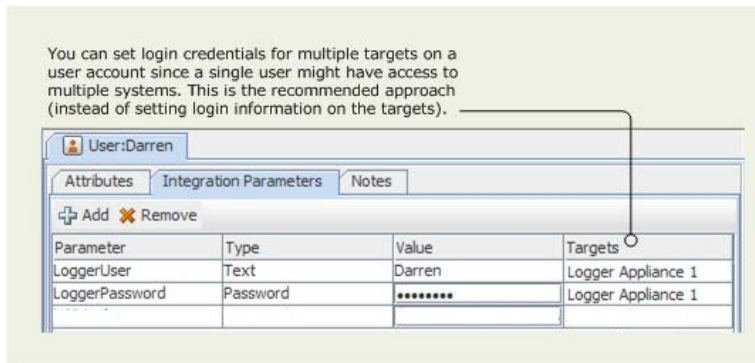 You can set login credentials for multiple targets on a
user account since a single user might have access to
multiple systems. This is the recommended approach
(instead of setting login information on the targets).
User:Darren
Attributes Integration Parameters Notes
Add Remove
Parameter Type Value Targets
LoggerUser Text Darren Logger Appliance 1
LoggerPassword Password •••••••• Logger Appliance 1